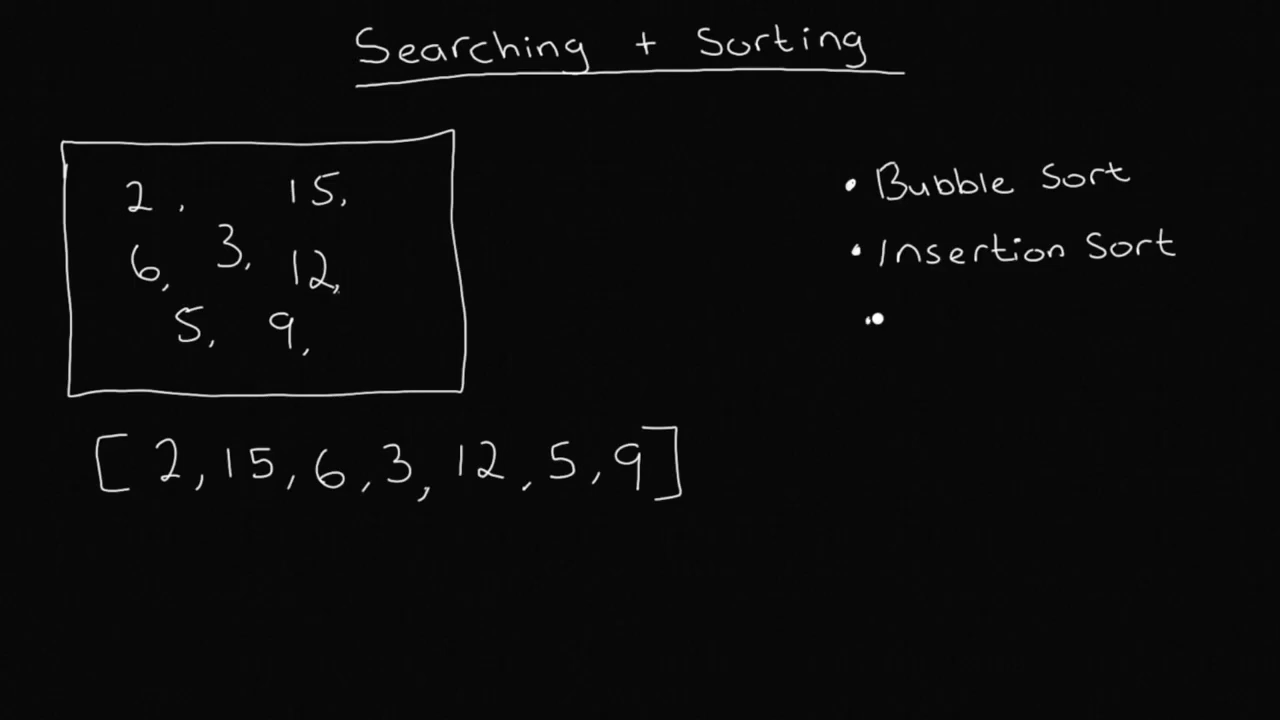 Searching + Sorting
2, 15,
6, 3, 12,
5, 9,
[ 2, 15, 6, 3, 12, 5, 9 ]
• Bubble Sort
• Insertion Sort
•